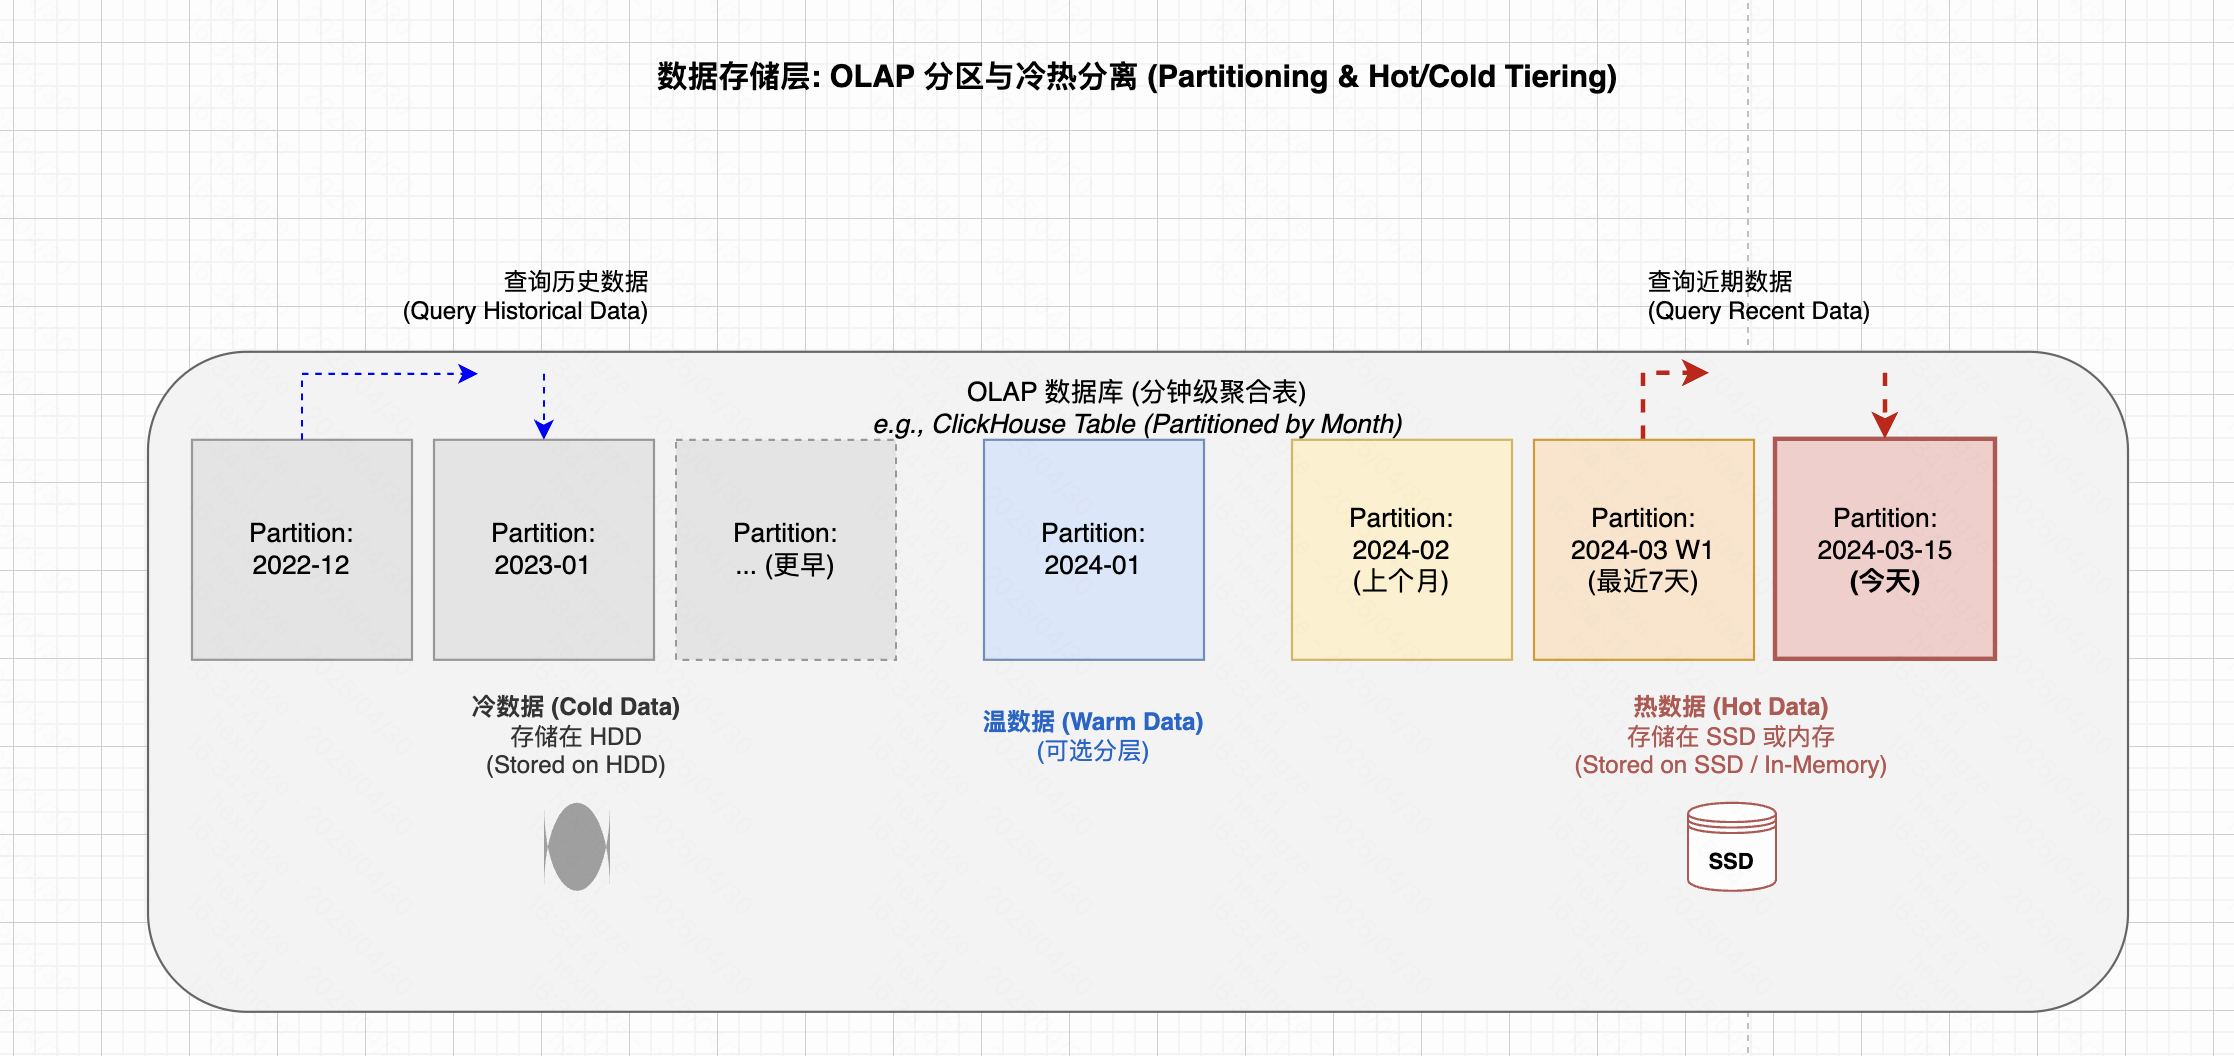 数据存储层: OLAP 分区与冷热分离 (Partitioning & Hot/Cold Tiering)
查询历史数据
(Query Historical Data)
查询近期数据
(Query Recent Data)
OLAP 数据库 (分钟级聚合表)
e.g., ClickHouse Table (Partitioned by Month)
Partition:
2022-12
Partition:
2023-01
Partition:
... (更早)
Partition:
2024-01
Partition:
2024-02
(上个月)
Partition:
2024-03 W1
(最近7天)
Partition:
2024-03-15
(今天)
冷数据 (Cold Data)
存储在 HDD
(Stored on HDD)
温数据 (Warm Data)
(可选分层)
热数据 (Hot Data)
存储在 SSD 或内存
(Stored on SSD / In-Memory)
SSD